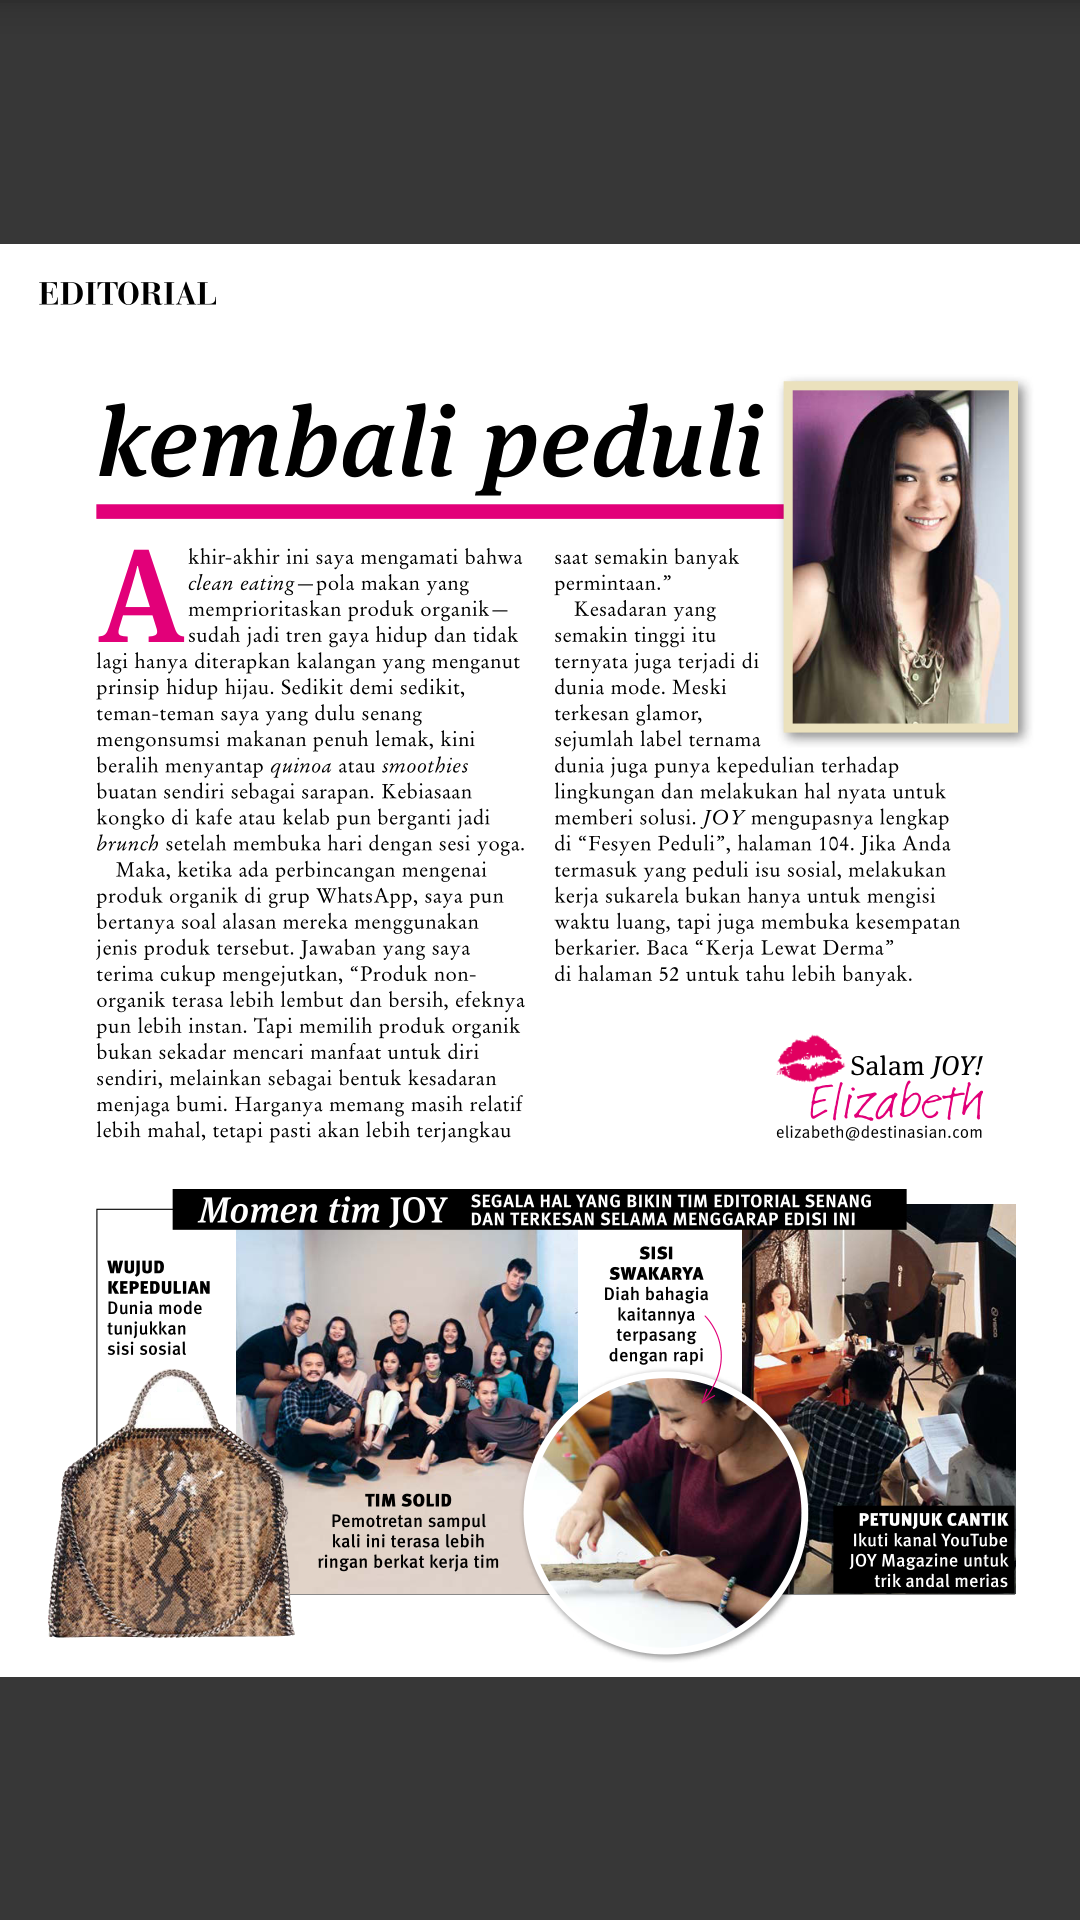 EDITORIAL
kembali peduli
Akhir-akhir ini saya mengamati bahwa
clean eating—pola makan yang
memprioritaskan produk organik—
sudah jadi tren gaya hidup dan tidak
lagi hanya diterapkan kalangan yang menganut
prinsip hidup hijau. Sedikit demi sedikit,
teman-teman saya yang dulu senang
mengonsumsi makanan penuh lemak, kini
beralih menyantap quinoa atau smoothies
buatan sendiri sebagai sarapan. Kebiasaan
kongko di kafe atau kelab pun berganti jadi
brunch setelah membuka hari dengan sesi yoga.
Maka, ketika ada perbincangan mengenai
produk organik di grup WhatsApp, saya pun
bertanya soal alasan mereka menggunakan
jenis produk tersebut. Jawaban yang saya
terima cukup mengejutkan, “Produk non-
organik terasa lebih lembut dan bersih, efeknya
pun lebih instan. Tapi memilih produk organik
bukan sekadar mencari manfaat untuk diri
sendiri, melainkan sebagai bentuk kesadaran
menjaga bumi. Harganya memang masih relatif
lebih mahal, tetapi pasti akan lebih terjangkau
saat semakin banyak
permintaan.”
Kesadaran yang
semakin tinggi itu
ternyata juga terjadi di
dunia mode. Meski
terkesan glamor,
sejumlah label ternama
dunia juga punya kepedulian terhadap
lingkungan dan melakukan hal nyata untuk
memberi solusi. JOY mengupasnya lengkap
di “Fesyen Peduli”, halaman 104. Jika Anda
termasuk yang peduli isu sosial, melakukan
kerja sukarela bukan hanya untuk mengisi
waktu luang, tapi juga membuka kesempatan
berkarier. Baca “Kerja Lewat Derma”
di halaman 52 untuk tahu lebih banyak.
Salam JOY!
Elizabeth
elizabeth@destinasian.com
Momen tim JOY
SEGALA HAL YANG BIKIN TIM EDITORIAL SENANG
DAN TERKESAN SELAMA MENGGARAP EDISI INI
WUJUD
KEPEDULIAN
Dunia mode
tunjukkan
sisi sosial
TIM SOLID
Pemotretan sampul
kali ini terasa lebih
ringan berkat kerja tim
SISI
SWAKARYA
Diah bahagia
kaitannya
terpasang
dengan rapi
PETUNJUK CANTIK
Ikuti kanal YouTube
JOY Magazine untuk
trik andal merias